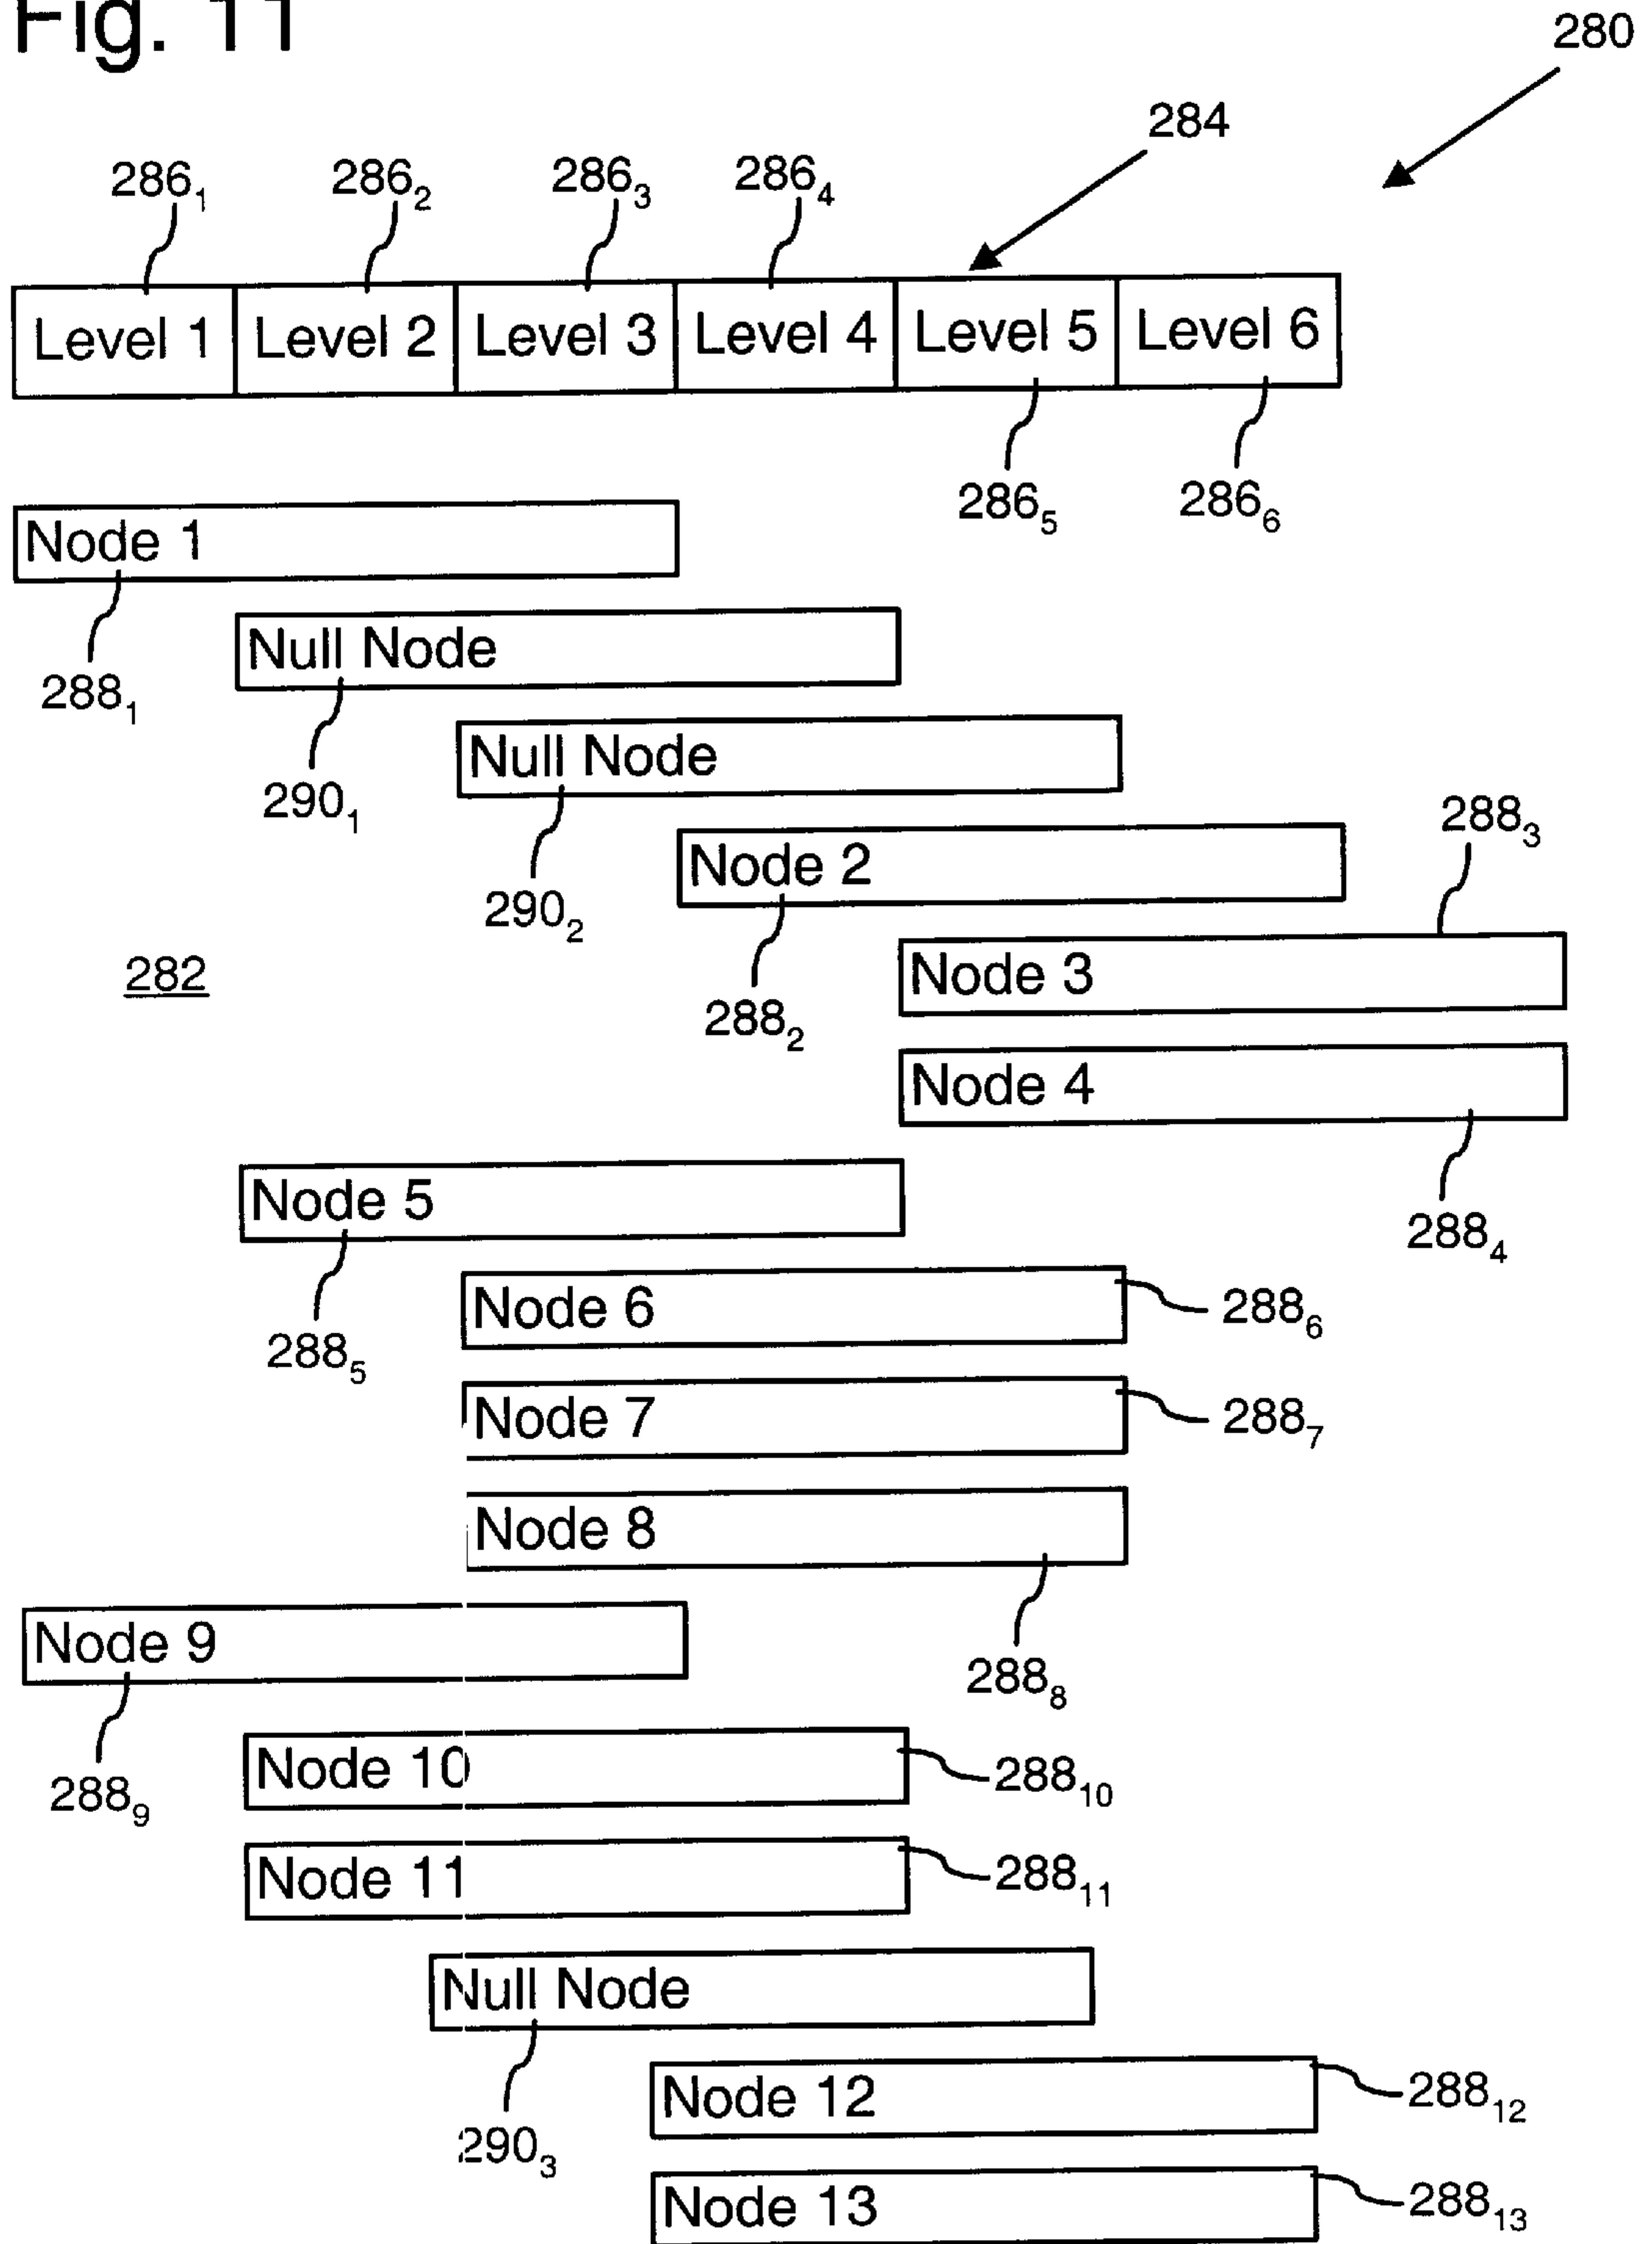 Fig. 11
280
284
286₁ 286₂ 286₃ 286₄
Level 1 Level 2 Level 3 Level 4 Level 5 Level 6
286₅ 286₆
Node 1
288₁
Null Node
290₁
Null Node
290₂
288₃
Node 2
288₂
282
Node 3
Node 4
288₄
Node 5
288₅
Node 6 288₆
Node 7 288₇
Node 8
288₈
Node 9
288₉
Node 10 288₁₀
Node 11 288₁₁
Null Node
290₃
Node 12 288₁₂
Node 13 288₁₃